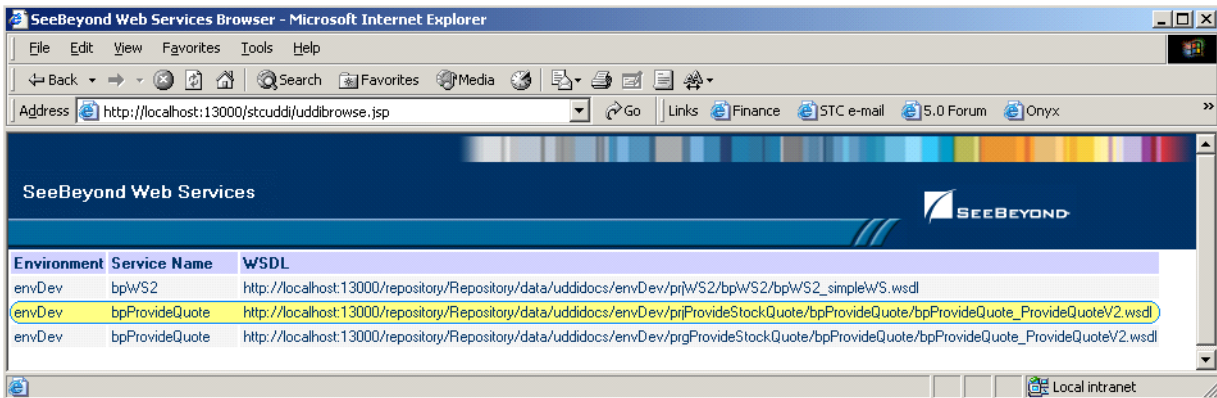 SeeBeyond Web Services Browser - Microsoft Internet Explorer
File Edit View Favorites Tools Help
Back Search Favorites Media
Address http://localhost:13000/stcuddi/uddibrowse.jsp Go Links Finance STC e-mail 5.0 Forum Onyx »
SeeBeyond Web Services
SEEBEYOND
Environment Service Name WSDL
envDev bpWS2 http://localhost:13000/repository/Repository/data/uddidocs/envDev/prjWS2/bpWS2/bpWS2_simpleWS.wsdl
envDev bpProvideQuote http://localhost:13000/repository/Repository/data/uddidocs/envDev/prjProvideStockQuote/bpProvideQuote/bpProvideQuote_ProvideQuoteV2.wsdl
envDev bpProvideQuote http://localhost:13000/repository/Repository/data/uddidocs/envDev/prgProvideStockQuote/bpProvideQuote/bpProvideQuote_ProvideQuoteV2.wsdl
Local intranet